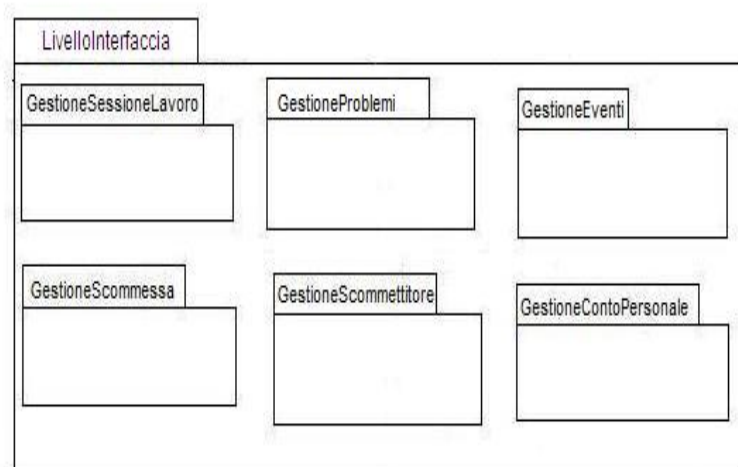 LivelloInterfaccia
GestioneSessioneLavoro
GestioneProblemi
GestioneEventi
GestioneScommessa
GestioneScommettitore
GestioneContoPersonale